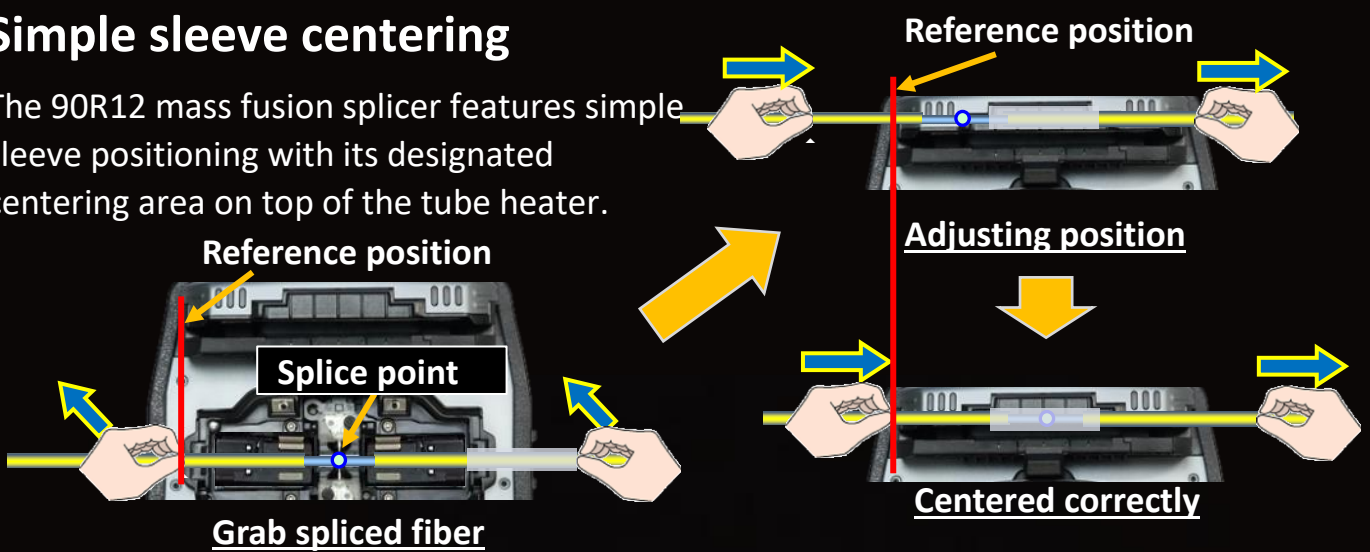 Simple sleeve centering
The 90R12 mass fusion splicer features simple
sleeve positioning with its designated
centering area on top of the tube heater.
Reference position
Splice point
Grab spliced fiber
Reference position
Adjusting position
Centered correctly